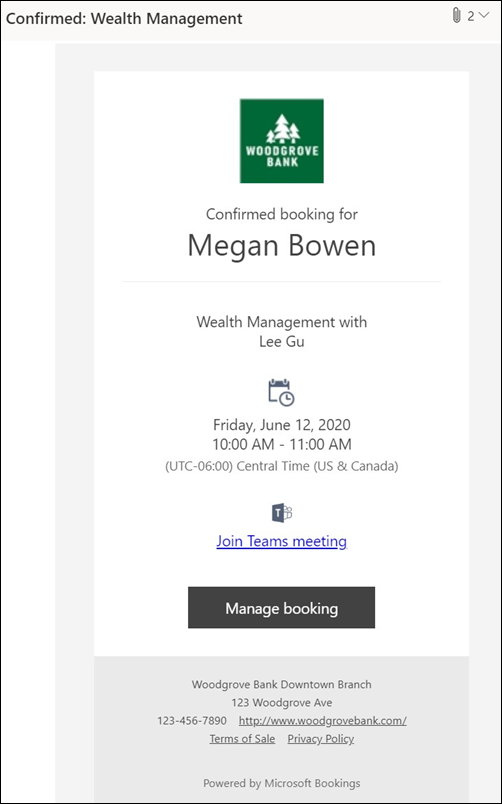 Confirmed: Wealth Management
2
WOODGROVE
BANK
Confirmed booking for
Megan Bowen
Wealth Management with
Lee Gu
Friday, June 12, 2020
10:00 AM - 11:00 AM
(UTC-06:00) Central Time (US & Canada)
T
Join Teams meeting
Manage booking
Woodgrove Bank Downtown Branch
123 Woodgrove Ave
123-456-7890 http://www.woodgrovebank.com/
Terms of Sale Privacy Policy
Powered by Microsoft Bookings